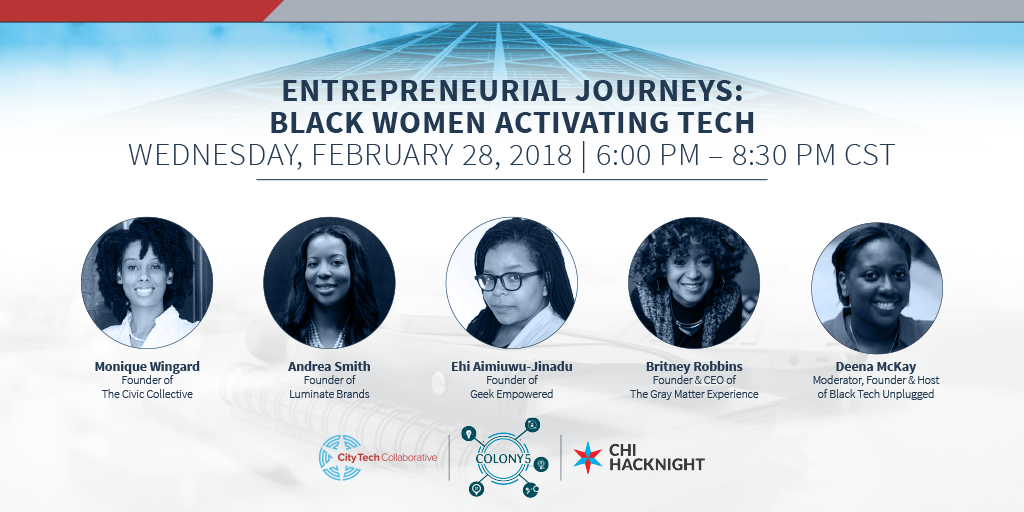 ENTREPRENEURIAL JOURNEYS:
BLACK WOMEN ACTIVATING TECH
WEDNESDAY, FEBRUARY 28, 2018 | 6:00 PM – 8:30 PM CST
Monique Wingard
Founder of
The Civic Collective
Andrea Smith
Founder of
Luminate Brands
Ehi Aimiuwu-Jinadu
Founder of
Geek Empowered
Britney Robbins
Founder & CEO of
The Gray Matter Experience
Deena McKay
Moderator, Founder & Host
of Black Tech Unplugged
City Tech Collaborative
COLONY5
CHI
HACKNIGHT